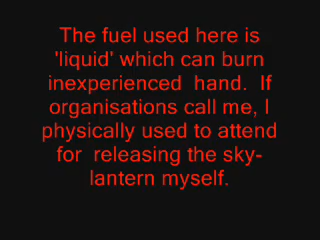 The fuel used here is
'liquid' which can burn
inexperienced  hand.  If
organisations call me, I
physically used to attend
for  releasing the sky-
lantern myself.